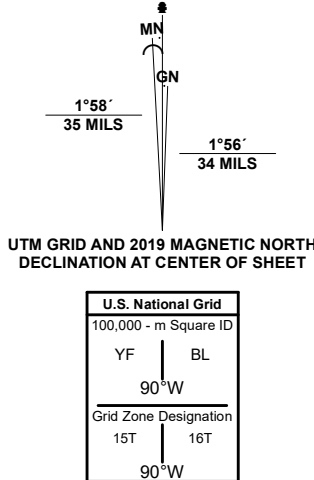 MN
GN
1°58´
35 MILS
1°56´
34 MILS
UTM GRID AND 2019 MAGNETIC NORTH
DECLINATION AT CENTER OF SHEET
U.S. National Grid
100,000 - m Square ID
YF BL
90°W
Grid Zone Designation
15T 16T
90°W